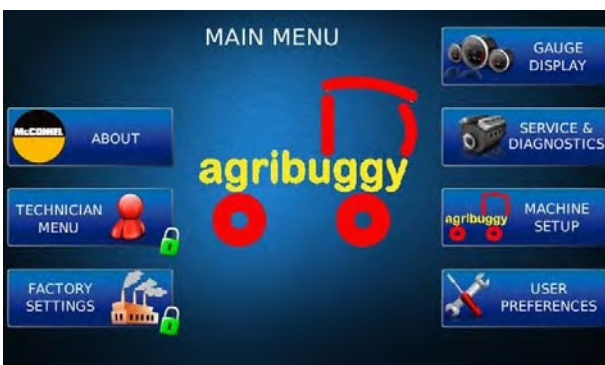 MAIN MENU
McCONNEL
ABOUT
TECHNICIAN
MENU
FACTORY
SETTINGS
agribuggy
GAUGE
DISPLAY
SERVICE &
DIAGNOSTICS
agribuggy
MACHINE
SETUP
USER
PREFERENCES